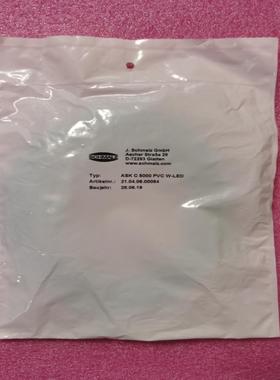 SCHMALZ
J. Schmalz GmbH
Aacher Straße 29
D-72293 Glatten
www.schmalz.com
Typ: ASK C 5000 PVC W-LED
Artikelnr.: 21.04.06.00084
Baujahr: 26.06.19